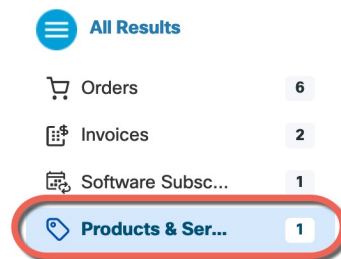 All Results
Orders 6
Invoices 2
Software Subsc... 1
Products & Ser... 1